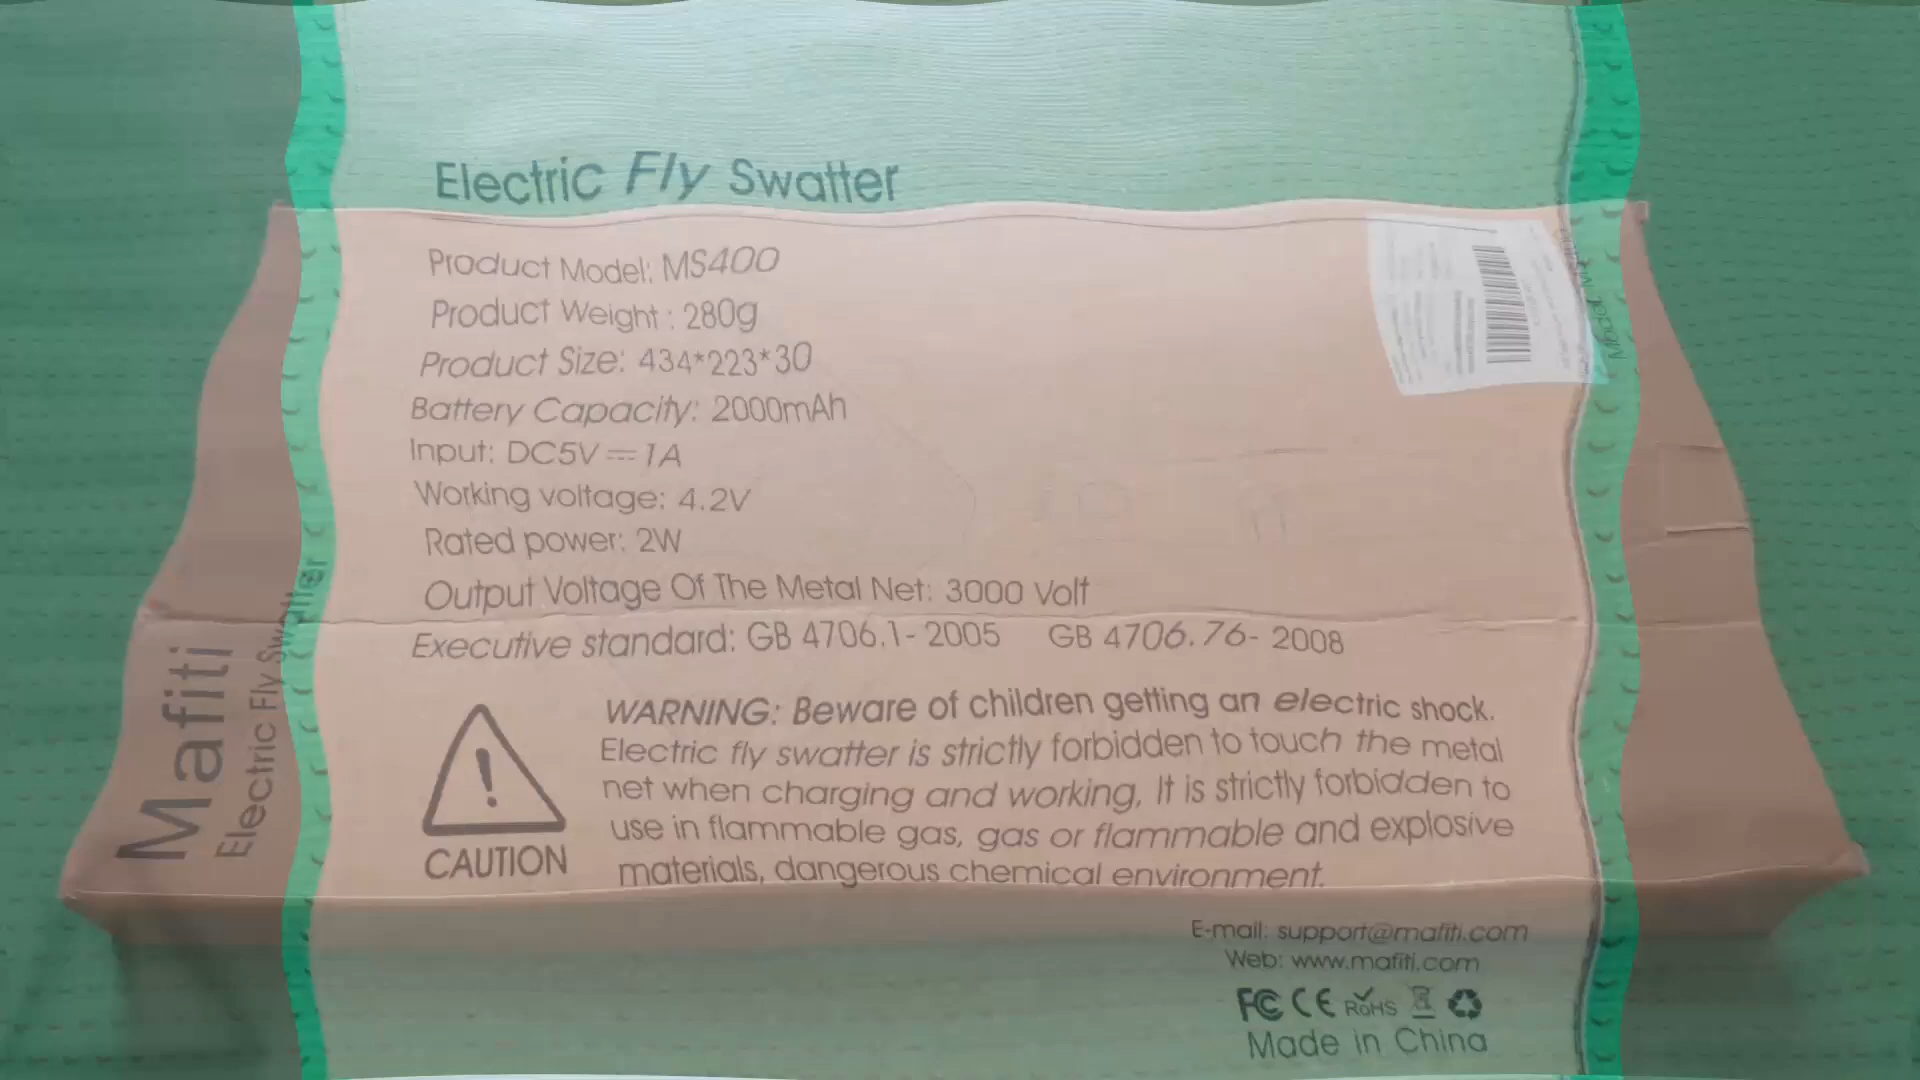 Electric Fly Swatter
Product Model: MS400
Product Weight : 280g
Product Size: 434*223*30
Battery Capacity: 2000mAh
Input: DC5V⎓1A
Working voltage: 4.2V
Rated power: 2W
Output Voltage Of The Metal Net: 3000 Volt
Executive standard: GB 4706.1- 2005 GB 4706.76- 2008
WARNING: Beware of children getting an electric shock.
Electric fly swatter is strictly forbidden to touch the metal
net when charging and working, It is strictly forbidden to
use in flammable gas, gas or flammable and explosive
materials, dangerous chemical environment.
CAUTION
E-mail: support@mafiti.com
Web: www.mafiti.com
FC CE RoHS
Made in China
Mafiti
Electric Fly Swatter